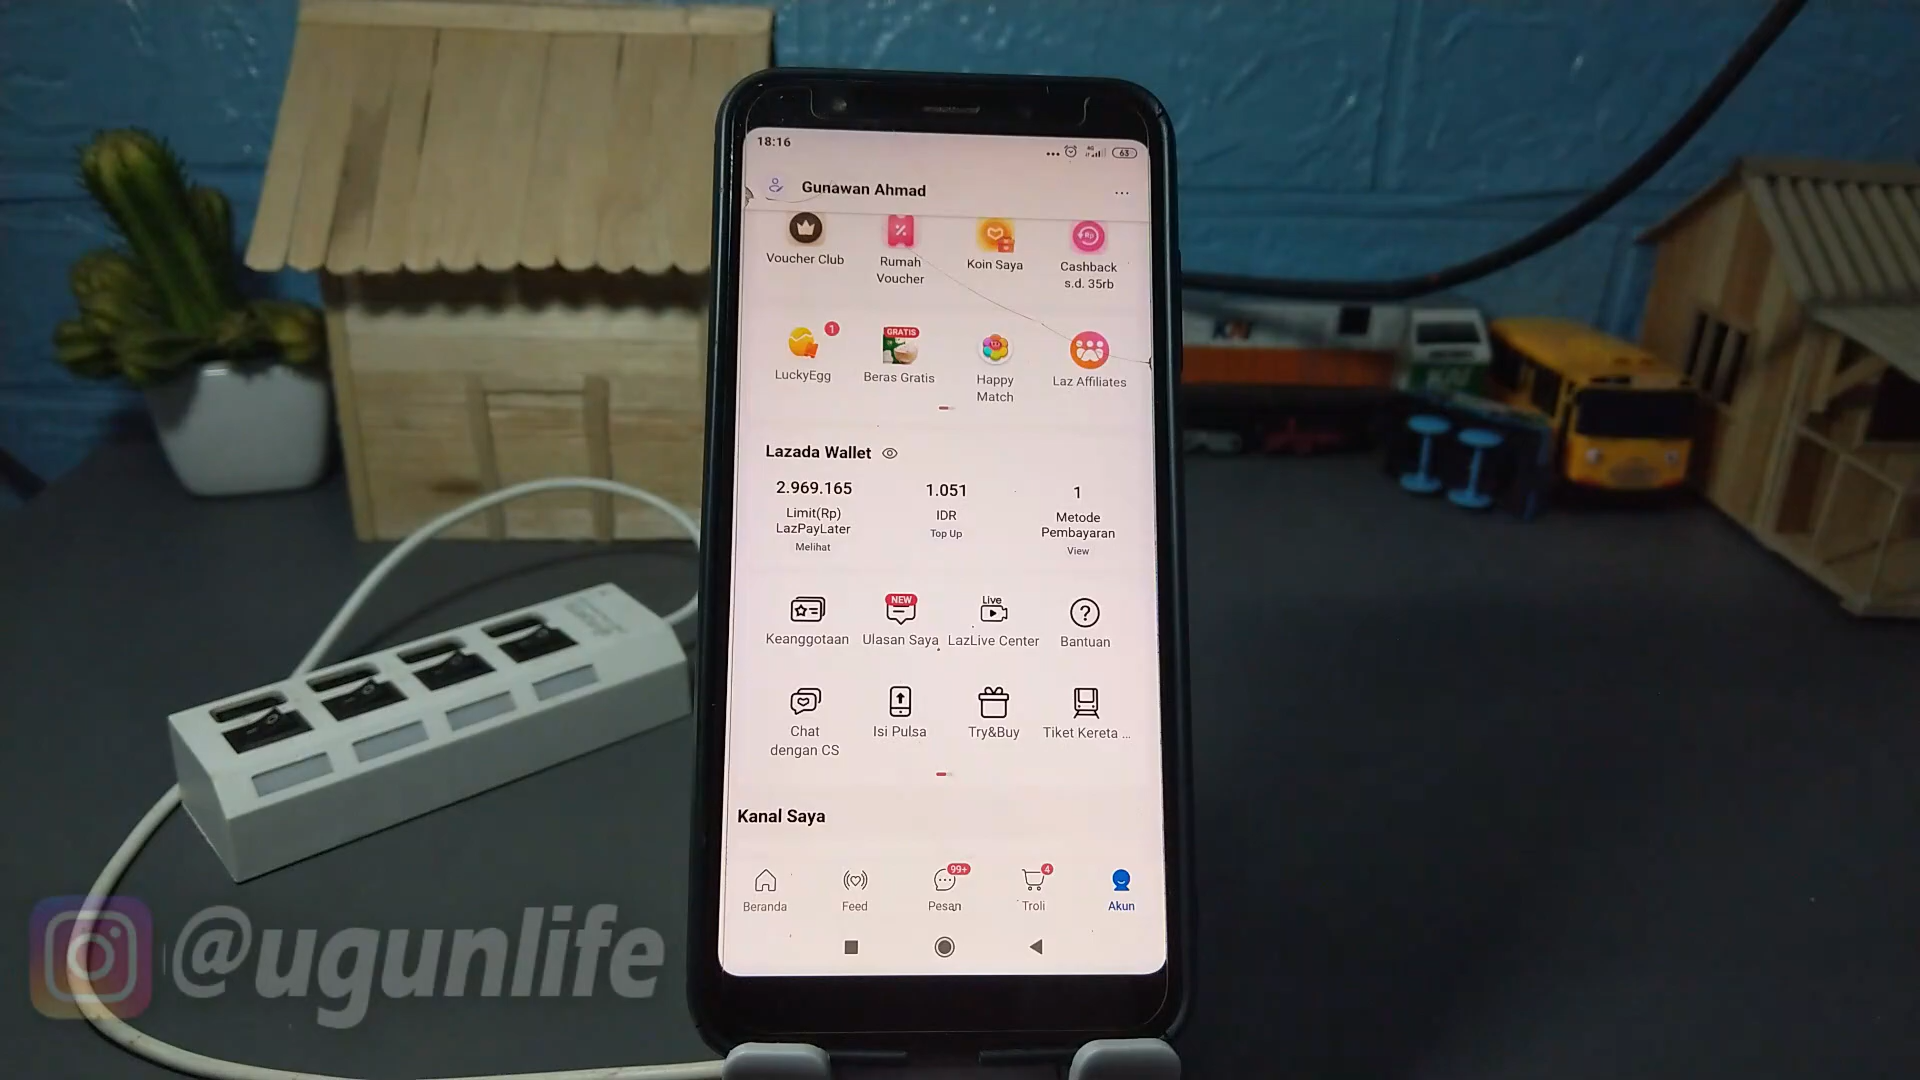 18:16
4G
63
Gunawan Ahmad
Voucher Club
Rumah
Voucher
Koin Saya
Rp
Cashback
s.d. 35rb
1
LuckyEgg
GRATIS
Beras Gratis
Happy
Match
Laz Affiliates
Lazada Wallet
2.969.165
Limit(Rp)
LazPayLater
Melihat
1.051
IDR
Top Up
1
Metode
Pembayaran
View
Keanggotaan
NEW
Ulasan Saya
Live
LazLive Center
Bantuan
Chat
dengan CS
Isi Pulsa
Try&Buy
Tiket Kereta ...
Kanal Saya
Beranda
Feed
99+
Pesan
4
Troli
Akun
@ugunlife